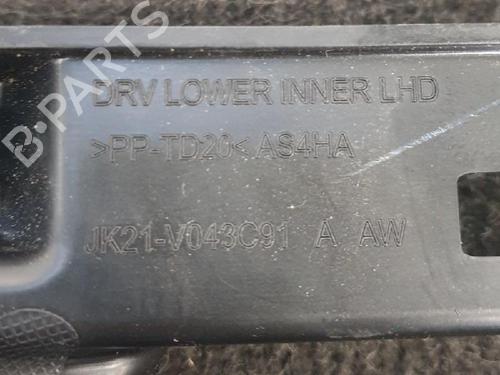 B-PARTS
DRV LOWER INNER LHD
>PP-TD20< AS4HA
JK21-V043C91 A AW